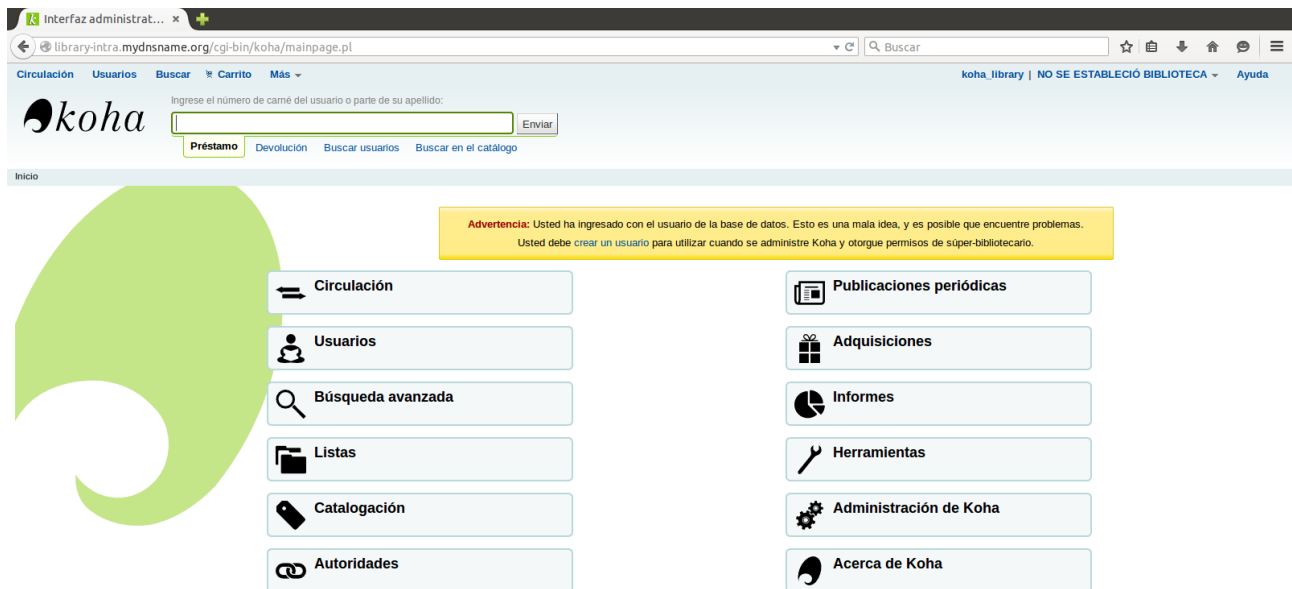 Interfaz administrat... ×
library-intra.mydnsname.org/cgi-bin/koha/mainpage.pl Buscar
Circulación Usuarios Buscar Carrito Más koha_library | NO SE ESTABLECIÓ BIBLIOTECA Ayuda
koha
Ingrese el número de carné del usuario o parte de su apellido:
Enviar
Préstamo Devolución Buscar usuarios Buscar en el catálogo
Inicio
Advertencia: Usted ha ingresado con el usuario de la base de datos. Esto es una mala idea, y es posible que encuentre problemas.
Usted debe crear un usuario para utilizar cuando se administre Koha y otorgue permisos de súper-bibliotecario.
Circulación
Usuarios
Búsqueda avanzada
Listas
Catalogación
Autoridades
Publicaciones periódicas
Adquisiciones
Informes
Herramientas
Administración de Koha
Acerca de Koha